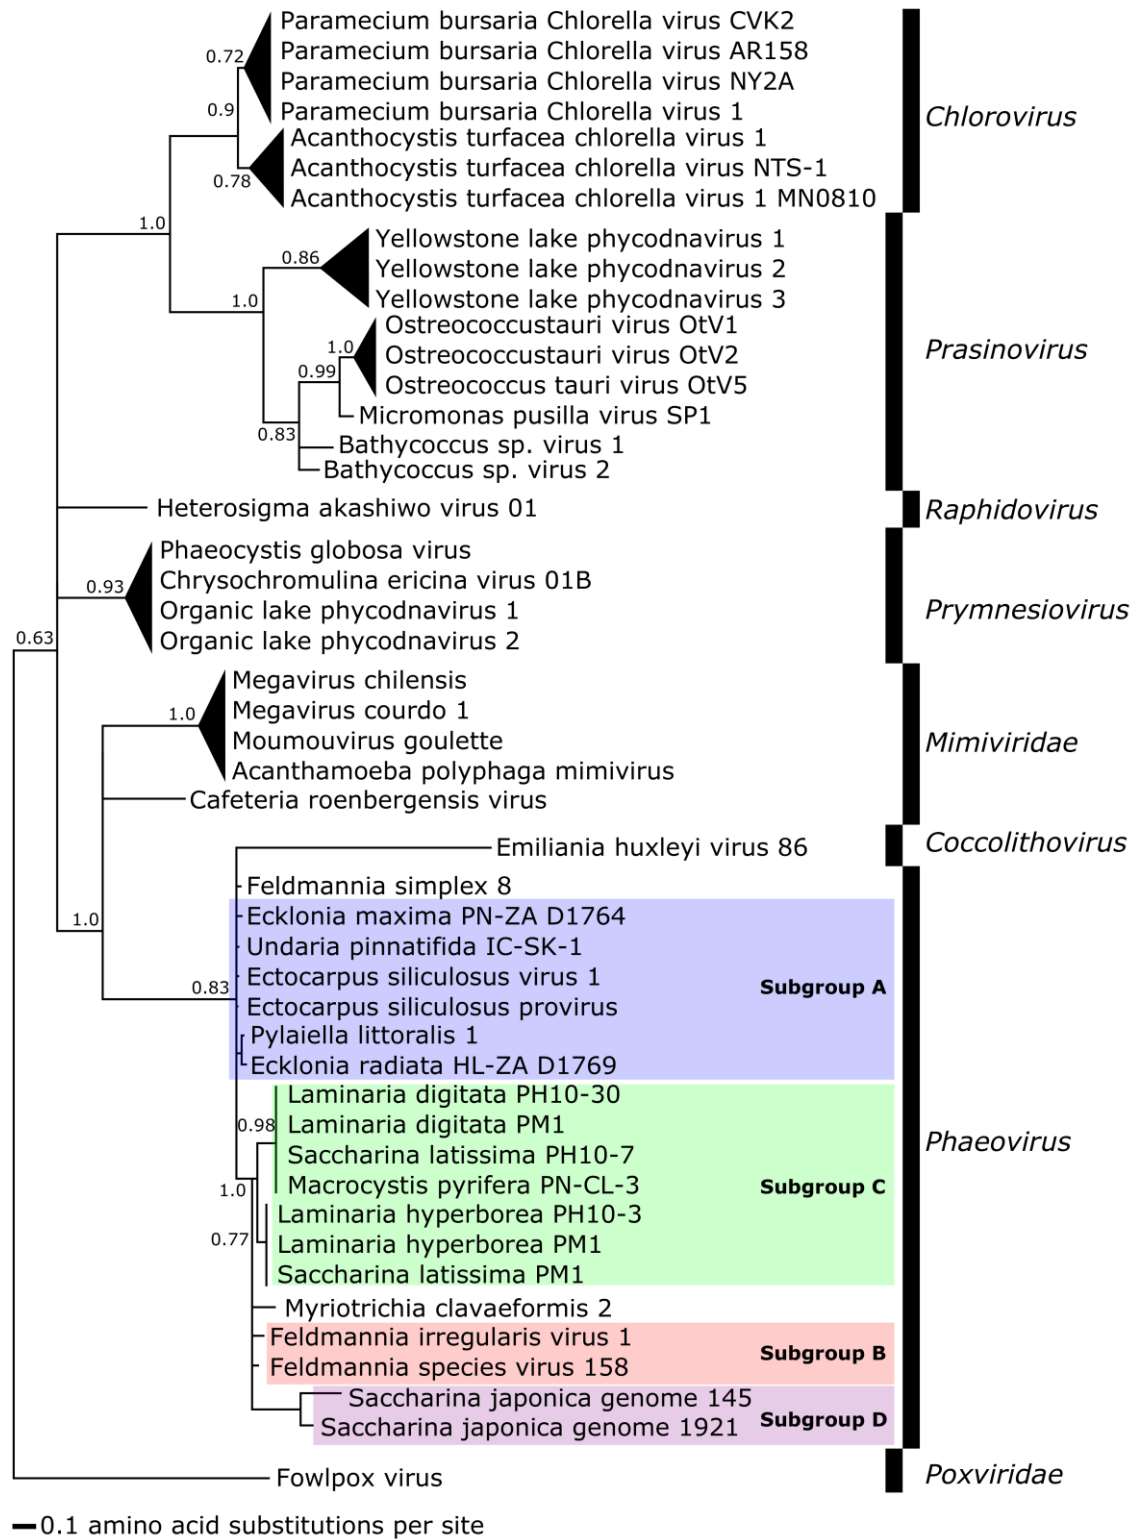 Paramecium bursaria Chlorella virus CVK2
0.72
Paramecium bursaria Chlorella virus AR158
Paramecium bursaria Chlorella virus NY2A
0.9
Paramecium bursaria Chlorella virus 1
Chlorovirus
Acanthocystis turfacea chlorella virus 1
Acanthocystis turfacea chlorella virus NTS-1
0.78
Acanthocystis turfacea chlorella virus 1 MN0810
1.0
Yellowstone lake phycodnavirus 1
0.86
Yellowstone lake phycodnavirus 2
1.0
Yellowstone lake phycodnavirus 3
Ostreococcustauri virus OtV1
1.0
Ostreococcustauri virus OtV2
Prasinovirus
0.99
Ostreococcus tauri virus OtV5
Micromonas pusilla virus SP1
0.83
Bathycoccus sp. virus 1
Bathycoccus sp. virus 2
Heterosigma akashiwo virus 01
Raphidovirus
Phaeocystis globosa virus
Chrysochromulina ericina virus 01B
0.93
Organic lake phycodnavirus 1
Prymnesiovirus
0.63
Organic lake phycodnavirus 2
Megavirus chilensis
1.0
Megavirus courdo 1
Moumouvirus goulette
Mimiviridae
Acanthamoeba polyphaga mimivirus
Cafeteria roenbergensis virus
Emiliania huxleyi virus 86
Coccolithovirus
Feldmannia simplex 8
1.0
Ecklonia maxima PN-ZA D1764
Undaria pinnatifida IC-SK-1
Ectocarpus siliculosus virus 1
0.83
Subgroup A
Ectocarpus siliculosus provirus
Pylaiella littoralis 1
Ecklonia radiata HL-ZA D1769
Laminaria digitata PH10-30
0.98
Laminaria digitata PM1
Phaeovirus
Saccharina latissima PH10-7
1.0
Macrocystis pyrifera PN-CL-3
Subgroup C
Laminaria hyperborea PH10-3
0.77
Laminaria hyperborea PM1
Saccharina latissima PM1
Myriotrichia clavaeformis 2
Feldmannia irregularis virus 1
Subgroup B
Feldmannia species virus 158
Saccharina japonica genome 145
Subgroup D
Saccharina japonica genome 1921
Fowlpox virus
Poxviridae
0.1 amino acid substitutions per site